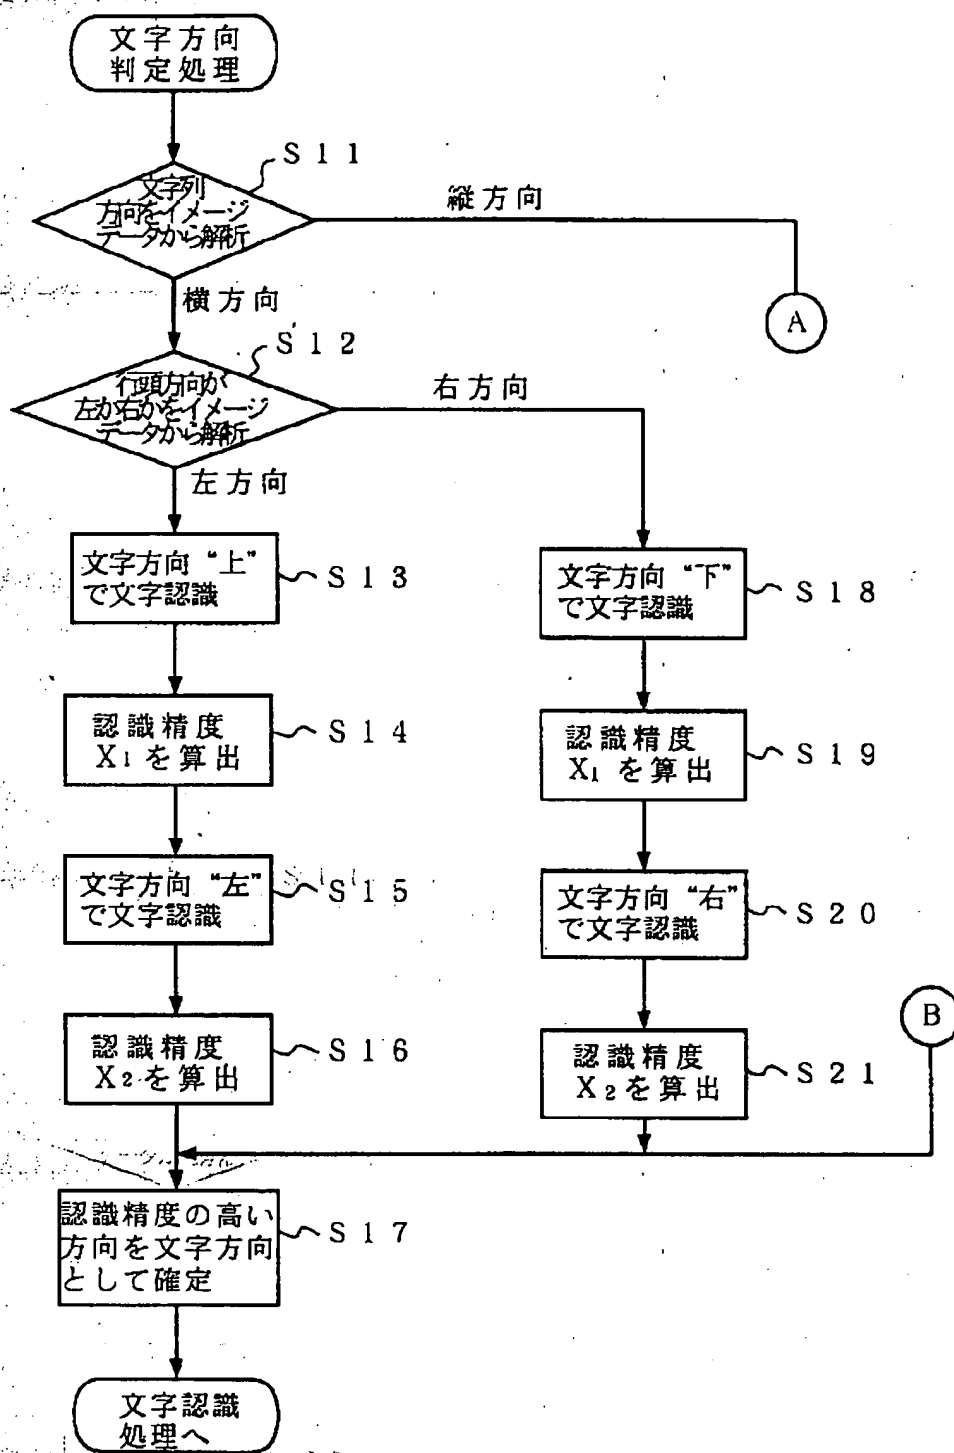 文字方向
判定処理
S11
文字列
方向をイメージ
データから解析
縦方向
A
横方向
S12
行頭方向が
左か右かをイメージ
データから解析
右方向
左方向
文字方向 “上”
で文字認識
S13
認識精度
X1 を算出
S14
文字方向 “左”
で文字認識
S15
認識精度
X2 を算出
S16
文字方向 “下”
で文字認識
S18
認識精度
X1 を算出
S19
文字方向 “右”
で文字認識
S20
認識精度
X2 を算出
S21
B
認識精度の高い
方向を文字方向
として確定
S17
文字認識
処理へ